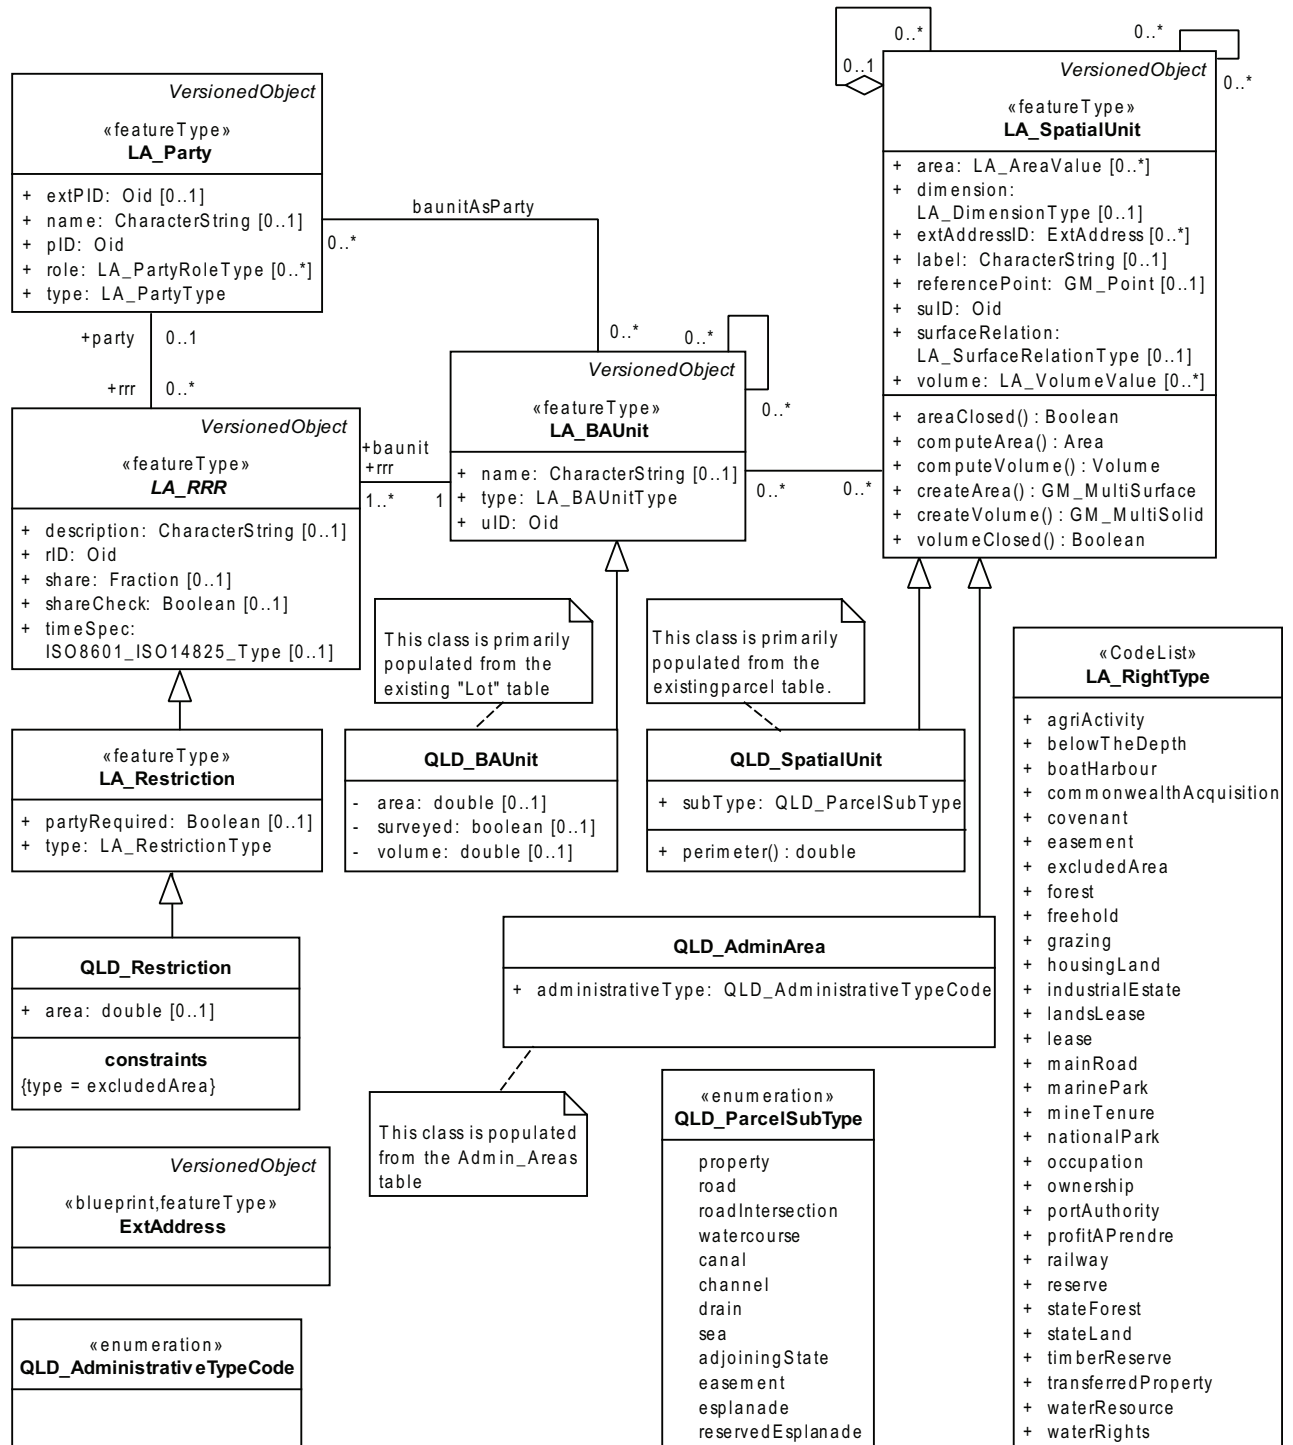 VersionedObject
«featureType»
LA_Party
+ extPID: Oid [0..1]
+ name: CharacterString [0..1]
+ pID: Oid
+ role: LA_PartyRoleType [0..*]
+ type: LA_PartyType
baunitAsParty
0..*
0..*
+party
0..1
+rrr
0..*
VersionedObject
«featureType»
LA_RRR
+ description: CharacterString [0..1]
+ rID: Oid
+ share: Fraction [0..1]
+ shareCheck: Boolean [0..1]
+ timeSpec:
ISO8601_ISO14825_Type [0..1]
+baunit
+rrr
1..*
1
0..*
0..*
VersionedObject
«featureType»
LA_BAUnit
+ name: CharacterString [0..1]
+ type: LA_BAUnitType
+ uID: Oid
0..*
0..*
0..*
0..1
0..*
0..*
VersionedObject
«featureType»
LA_SpatialUnit
+ area: LA_AreaValue [0..*]
+ dimension:
LA_DimensionType [0..1]
+ extAddressID: ExtAddress [0..*]
+ label: CharacterString [0..1]
+ referencePoint: GM_Point [0..1]
+ suID: Oid
+ surfaceRelation:
LA_SurfaceRelationType [0..1]
+ volume: LA_VolumeValue [0..*]
+ areaClosed() : Boolean
+ computeArea() : Area
+ computeVolume() : Volume
+ createArea() : GM_MultiSurface
+ createVolume() : GM_MultiSolid
+ volumeClosed() : Boolean
This class is primarily
populated from the
existing "Lot" table
This class is primarily
populated from the
existingparcel table.
«featureType»
LA_Restriction
+ partyRequired: Boolean [0..1]
+ type: LA_RestrictionType
QLD_BAUnit
- area: double [0..1]
- surveyed: boolean [0..1]
- volume: double [0..1]
QLD_SpatialUnit
+ subType: QLD_ParcelSubType
+ perimeter() : double
QLD_Restriction
+ area: double [0..1]
constraints
{type = excludedArea}
QLD_AdminArea
+ administrativeType: QLD_AdministrativeTypeCode
This class is populated
from the Admin_Areas
table
VersionedObject
«blueprint,featureType»
ExtAddress
«enumeration»
QLD_AdministrativeTypeCode
«enumeration»
QLD_ParcelSubType
property
road
roadIntersection
watercourse
canal
channel
drain
sea
adjoiningState
easement
esplanade
reservedEsplanade
«CodeList»
LA_RightType
+ agriActivity
+ belowTheDepth
+ boatHarbour
+ commonwealthAcquisition
+ covenant
+ easement
+ excludedArea
+ forest
+ freehold
+ grazing
+ housingLand
+ industrialEstate
+ landsLease
+ lease
+ mainRoad
+ marinePark
+ mineTenure
+ nationalPark
+ occupation
+ ownership
+ portAuthority
+ profitAPrendre
+ railway
+ reserve
+ stateForest
+ stateLand
+ timberReserve
+ transferredProperty
+ waterResource
+ waterRights